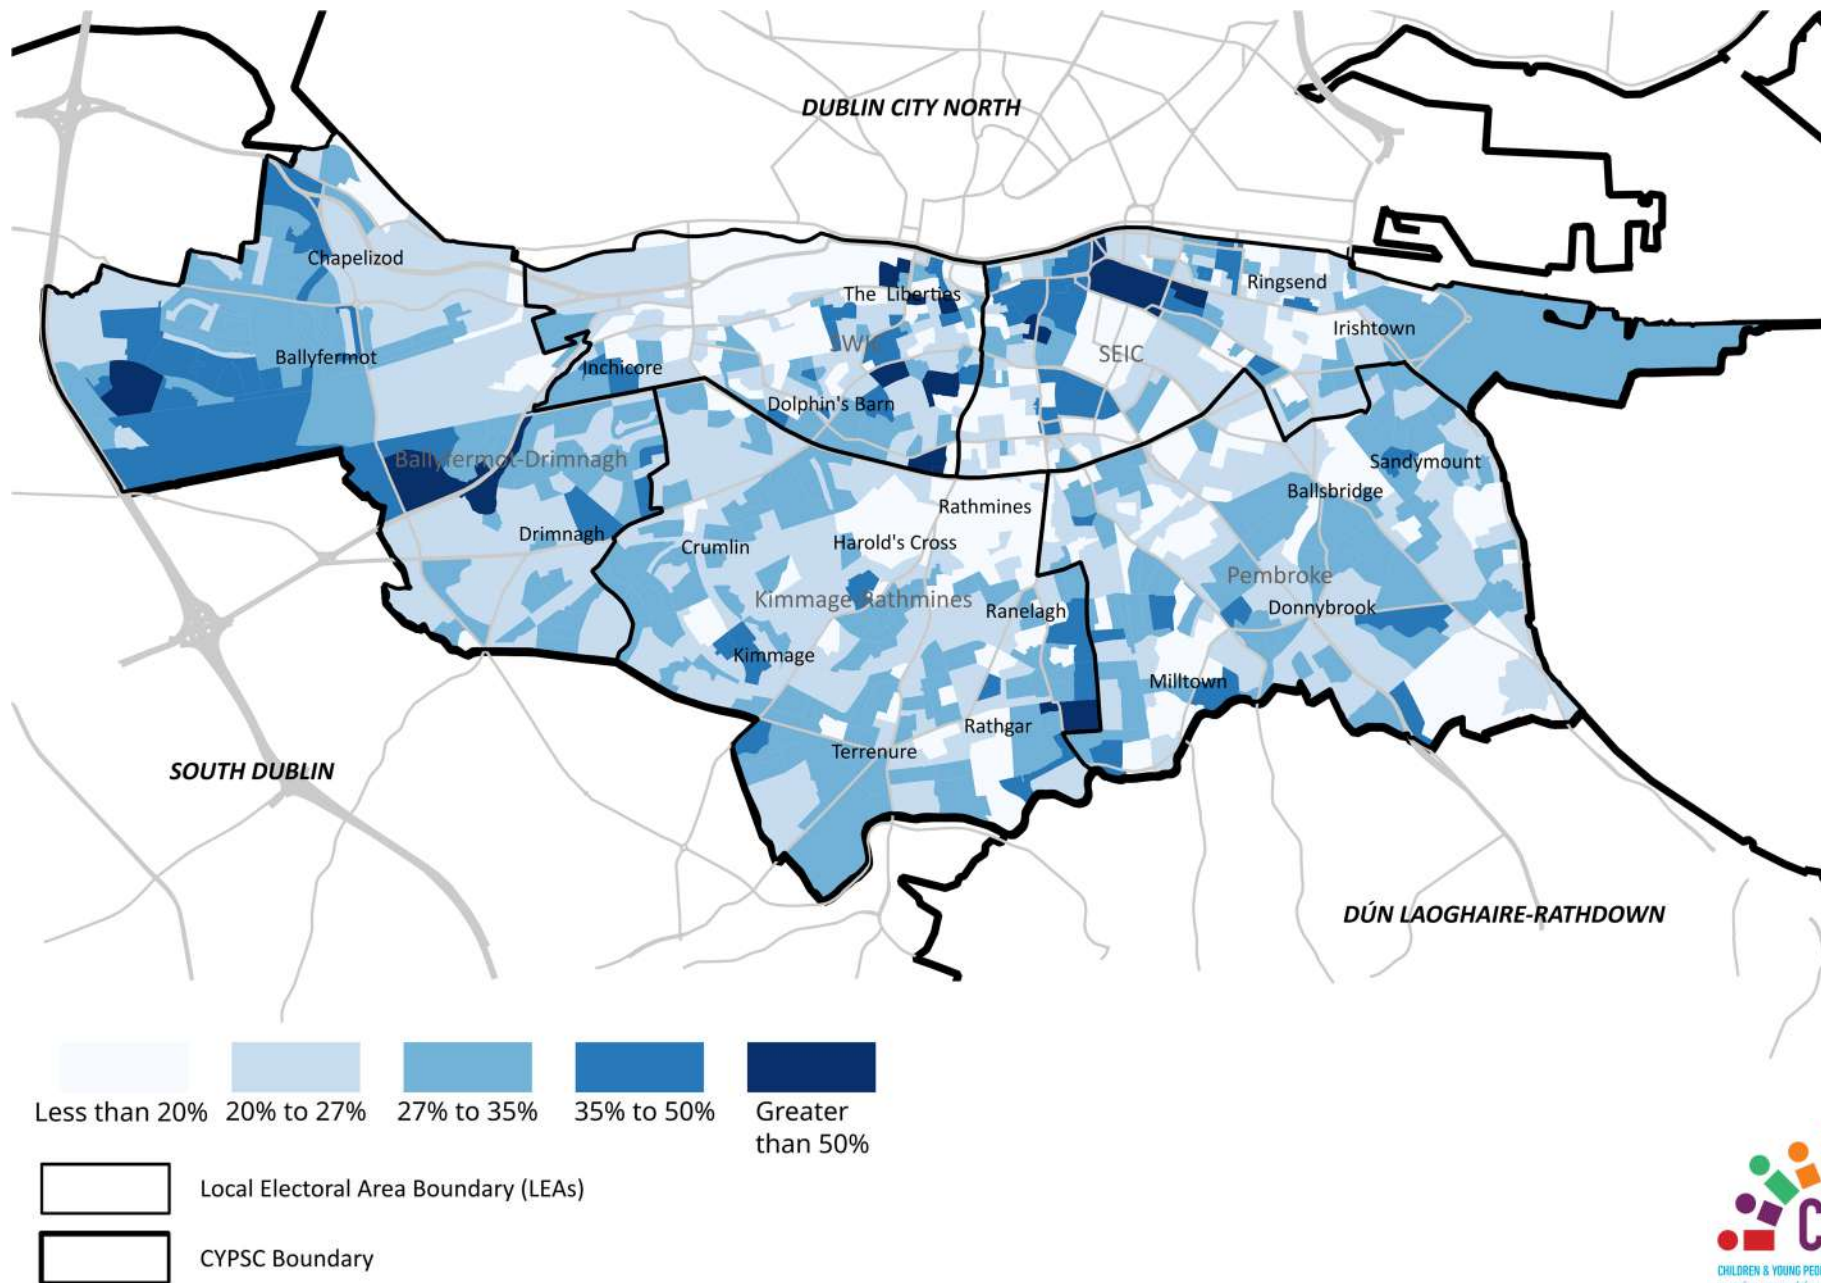 DUBLIN CITY NORTH
Chapelizod
The Liberties
Ringsend
Irishtown
SEIC
Ballyfermot
Inchicore
Dolphin's Barn
Ballyfermot-Drimnagh
Sandymount
Ballsbridge
Rathmines
Drimnagh
Crumlin
Harold's Cross
Pembroke
Kimmage Rathmines
Donnybrook
Ranelagh
Kimmage
Milltown
Rathgar
Terrenure
SOUTH DUBLIN
DÚN LAOGHAIRE-RATHDOWN
Less than 20%
20% to 27%
27% to 35%
35% to 50%
Greater
than 50%
Local Electoral Area Boundary (LEAs)
CYPSC Boundary
C
CHILDREN & YOUNG